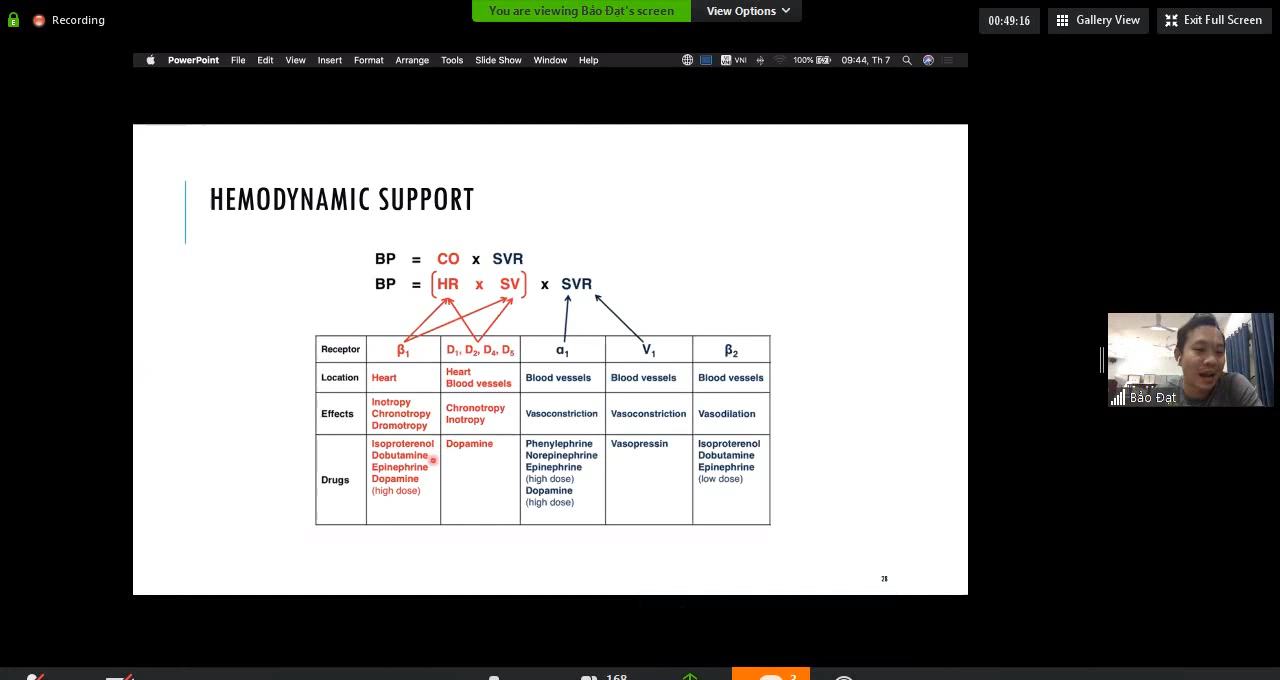 You are viewing Bảo Đạt's screen
View Options
Recording
00:49:16
Gallery View
Exit Full Screen
PowerPoint File Edit View Insert Format Arrange Tools Slide Show Window Help
VNI 100% 09:44, Th 7
HEMODYNAMIC SUPPORT
BP = CO x SVR
BP = [HR x SV] x SVR
Receptor β1 D1, D2, D4, D5 α1 V1 β2
Location Heart Heart Blood vessels Blood vessels Blood vessels Blood vessels
Effects Inotropy Chronotropy Dromotropy Chronotropy Inotropy Vasoconstriction Vasoconstriction Vasodilation
Drugs
Isoproterenol
Dobutamine
Epinephrine
Dopamine
(high dose)
Dopamine
Phenylephrine
Norepinephrine
Epinephrine
(high dose)
Dopamine
(high dose)
Vasopressin
Isoproterenol
Dobutamine
Epinephrine
(low dose)
28
Bảo Đạt
168
3